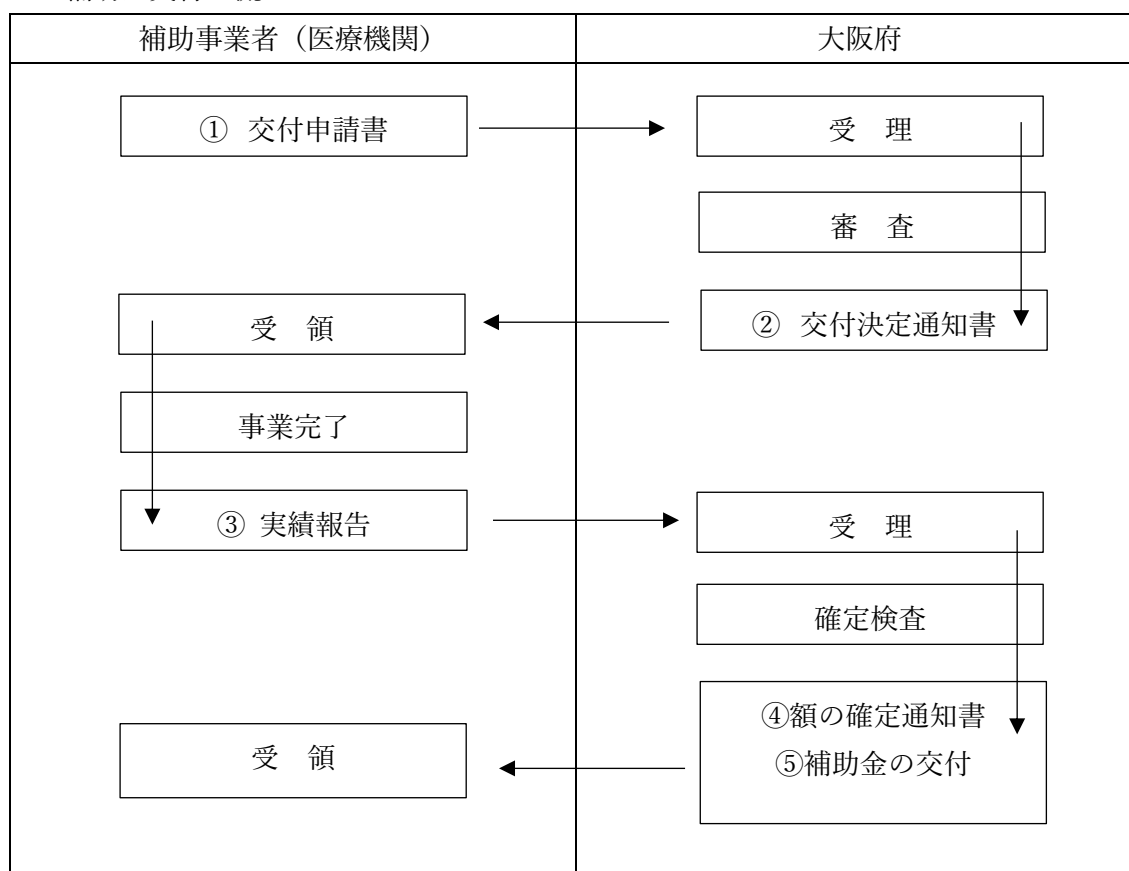 補助事業者（医療機関）
大阪府
① 交付申請書
受　理
審　査
受　領
② 交付決定通知書
事業完了
③ 実績報告
受　理
確定検査
④額の確定通知書
⑤補助金の交付
受　領